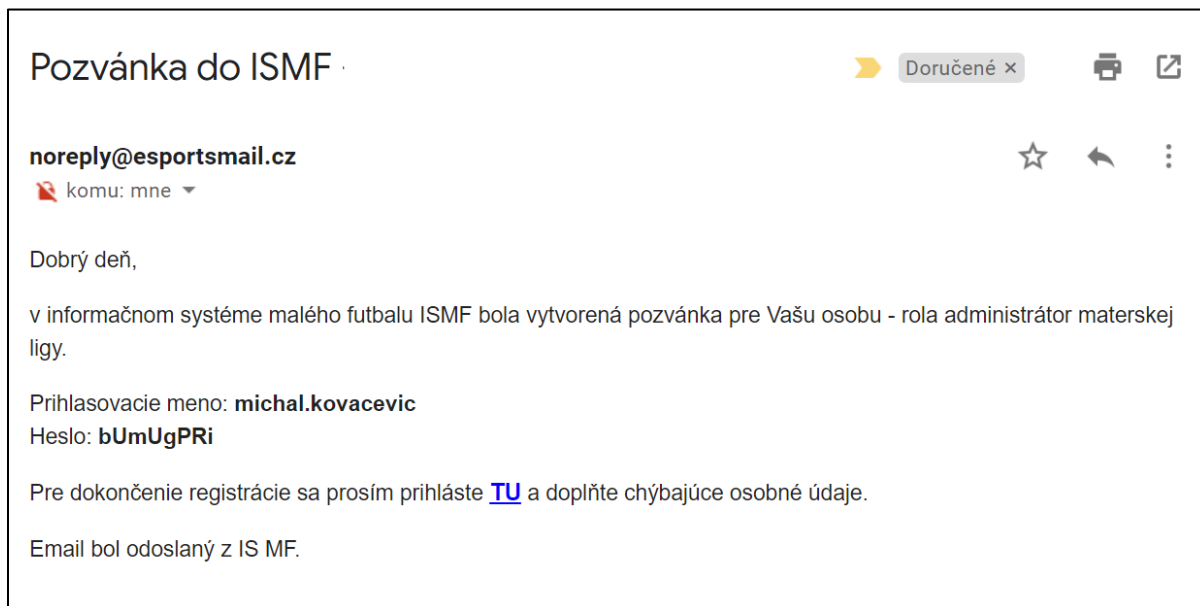 Pozvánka do ISMF
Doručené ×
noreply@esportsmail.cz
komu: mne
Dobrý deň,
v informačnom systéme malého futbalu ISMF bola vytvorená pozvánka pre Vašu osobu - rola administrátor materskej
ligy.
Prihlasovacie meno: michal.kovacevic
Heslo: bUmUgPRi
Pre dokončenie registrácie sa prosím prihláste TU a doplňte chýbajúce osobné údaje.
Email bol odoslaný z IS MF.